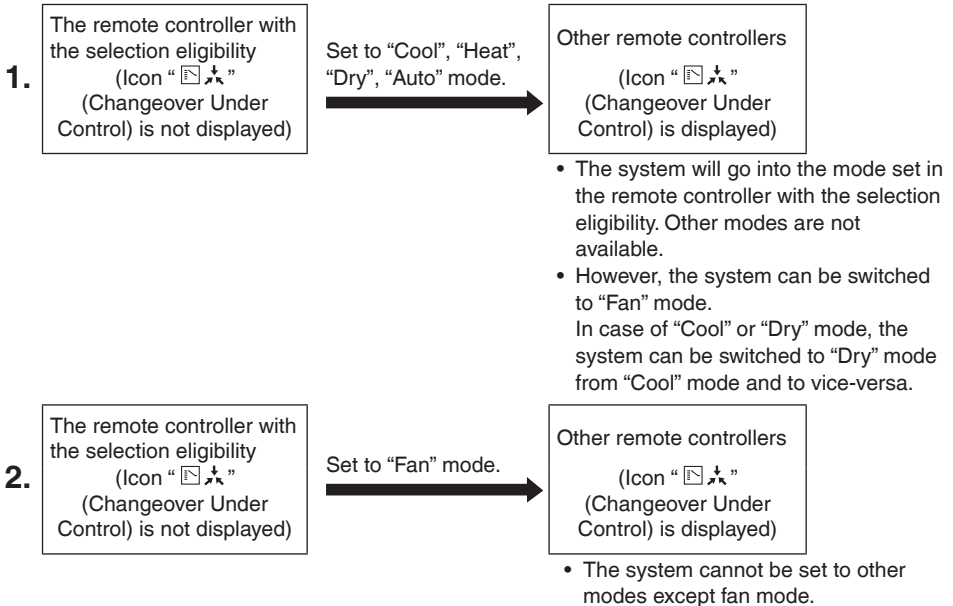 1.
The remote controller with
the selection eligibility
(Icon “ ”
(Changeover Under
Control) is not displayed)
Set to “Cool”, “Heat”,
“Dry”, “Auto” mode.
Other remote controllers
(Icon “ ”
(Changeover Under
Control) is displayed)
• The system will go into the mode set in
the remote controller with the selection
eligibility. Other modes are not
available.
• However, the system can be switched
to “Fan” mode.
In case of “Cool” or “Dry” mode, the
system can be switched to “Dry” mode
from “Cool” mode and to vice-versa.
2.
The remote controller with
the selection eligibility
(Icon “ ”
(Changeover Under
Control) is not displayed)
Set to “Fan” mode.
Other remote controllers
(Icon “ ”
(Changeover Under
Control) is displayed)
• The system cannot be set to other
modes except fan mode.